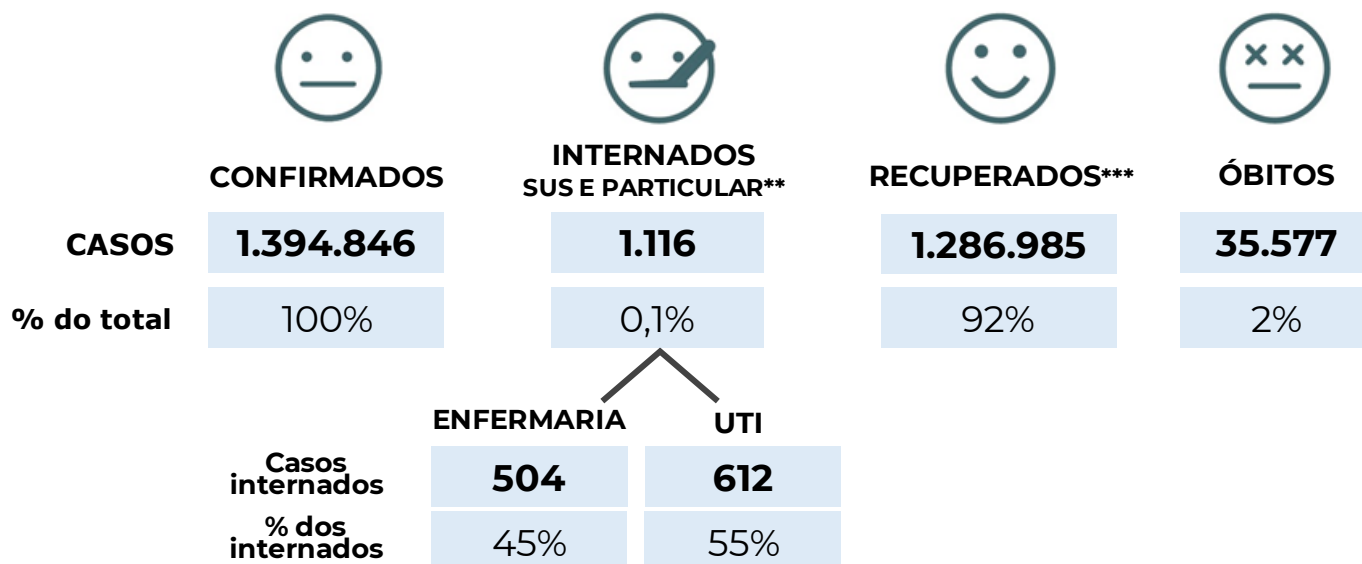 CONFIRMADOS
INTERNADOS
SUS E PARTICULAR**
RECUPERADOS***
ÓBITOS
CASOS
1.394.846
1.116
1.286.985
35.577
% do total
100%
0,1%
92%
2%
ENFERMARIA
UTI
Casos
internados
504
612
% dos
internados
45%
55%